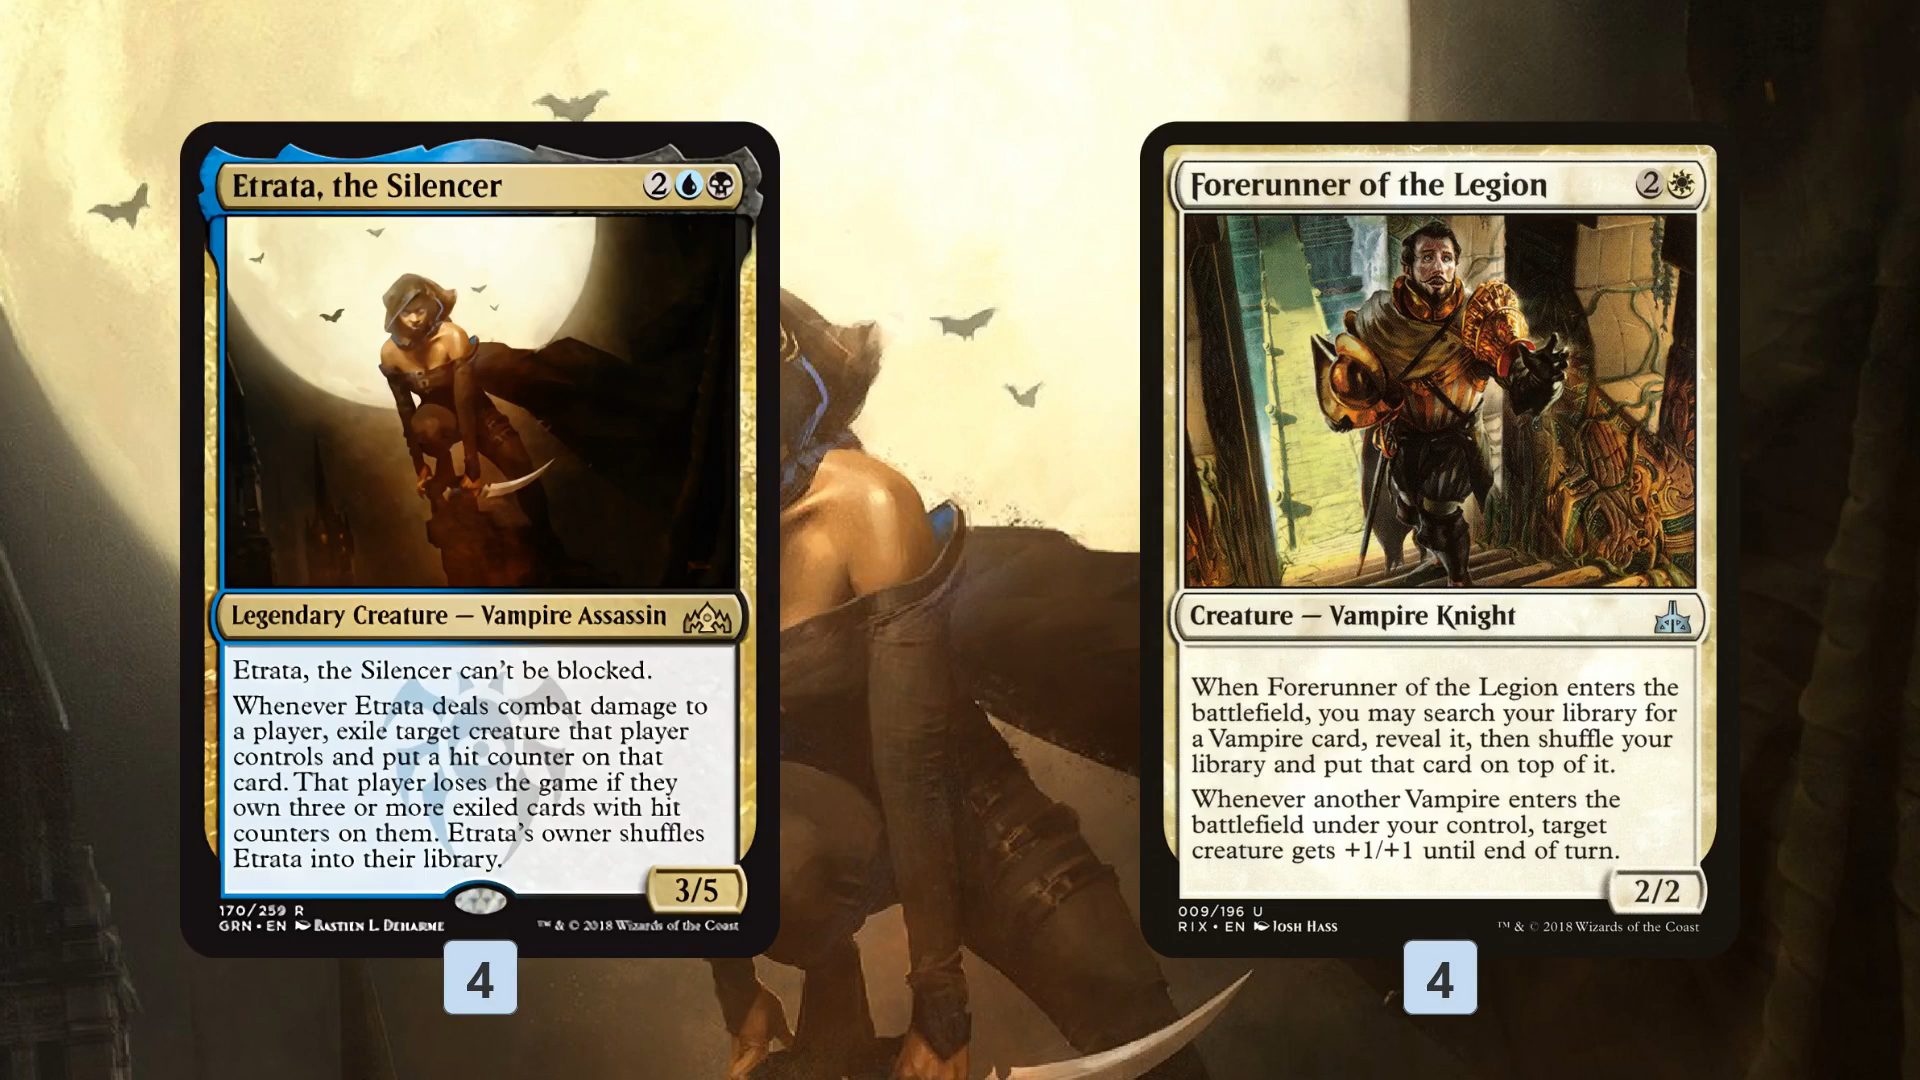 Etrata, the Silencer
2
Legendary Creature — Vampire Assassin
Etrata, the Silencer can't be blocked.
Whenever Etrata deals combat damage to
a player, exile target creature that player
controls and put a hit counter on that
card. That player loses the game if they
own three or more exiled cards with hit
counters on them. Etrata's owner shuffles
Etrata into their library.
3/5
170/259 R
GRN • EN Bastien L. Deharme
™ & © 2018 Wizards of the Coast
4
Forerunner of the Legion
2
Creature — Vampire Knight
When Forerunner of the Legion enters the
battlefield, you may search your library for
a Vampire card, reveal it, then shuffle your
library and put that card on top of it.
Whenever another Vampire enters the
battlefield under your control, target
creature gets +1/+1 until end of turn.
2/2
009/196 U
RIX • EN Josh Hass
™ & © 2018 Wizards of the Coast
4